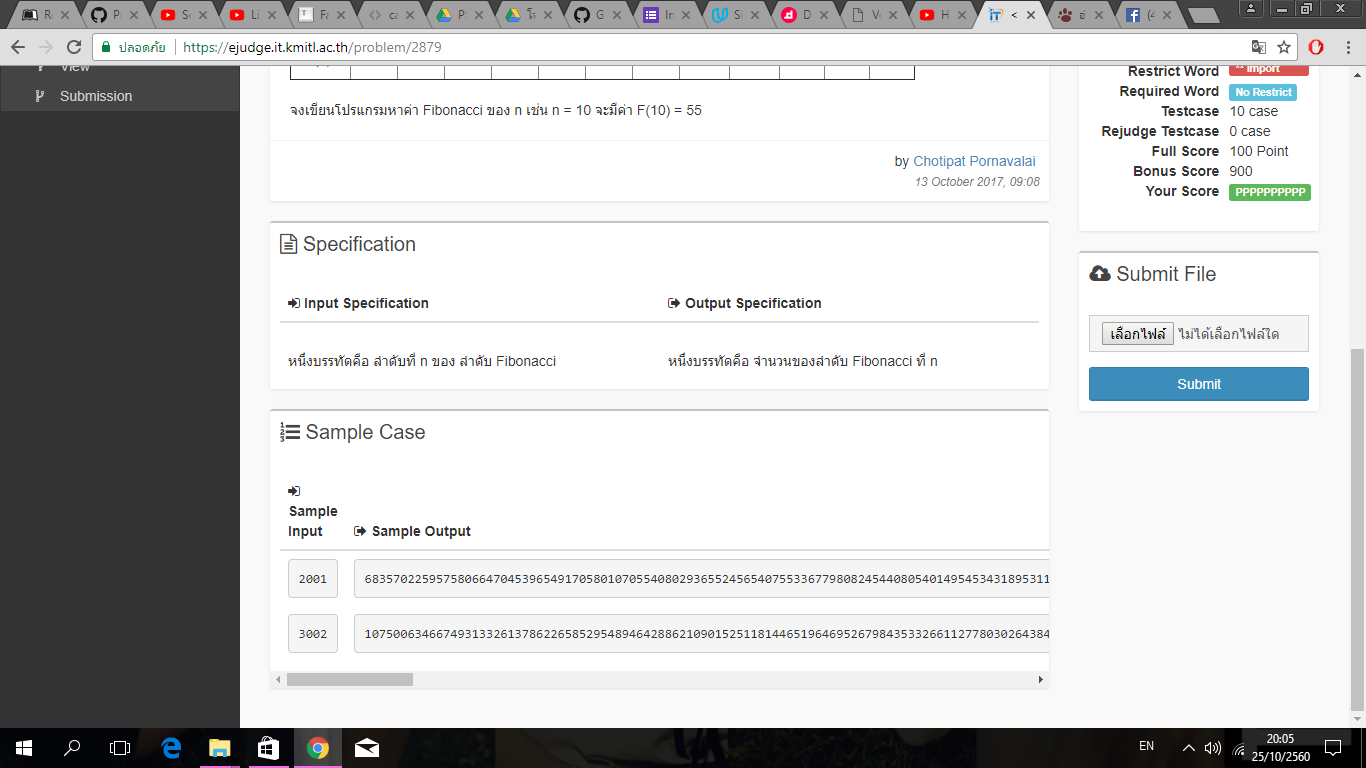 ปลอดภัย
https://ejudge.it.kmitl.ac.th/problem/2879
View
Submission
จงเขียนโปรแกรมหาค่า Fibonacci ของ n เช่น n = 10 จะมีค่า F(10) = 55
by Chotipat Pornavalai
13 October 2017, 09:08
Restrict Word ** Import
Required Word No Restrict
Testcase 10 case
Rejudge Testcase 0 case
Full Score 100 Point
Bonus Score 900
Your Score PPPPPPPPPP
Specification
Input Specification
Output Specification
หนึ่งบรรทัดคือ ลำดับที่ n ของ ลำดับ Fibonacci
หนึ่งบรรทัดคือ จำนวนของลำดับ Fibonacci ที่ n
Submit File
เลือกไฟล์ ไม่ได้เลือกไฟล์ใด
Submit
Sample Case
Sample
Input
Sample Output
2001
683570225957580664704539654917058010705540802936552456540755336779808245440805401495453431895311
3002
1075006346674931332613786226585295489464288621090152511814465196469526798435332661127780302643 84
EN
20:05
25/10/2560